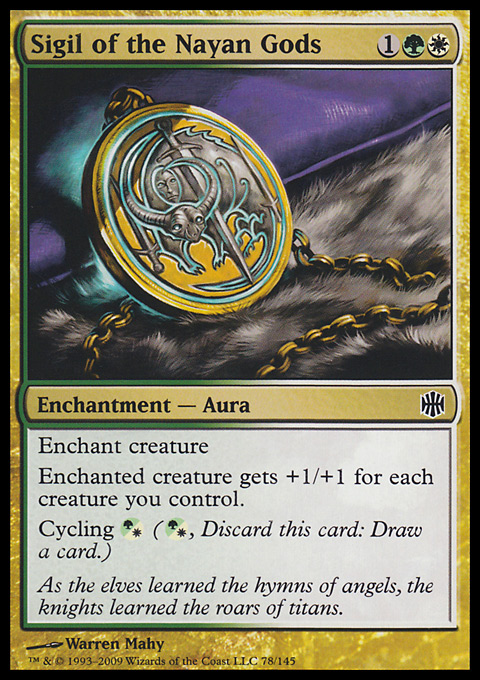 Sigil of the Nayan Gods 1
Enchantment — Aura
Enchant creature
Enchanted creature gets +1/+1 for each
creature you control.
Cycling (, Discard this card: Draw
a card.)
As the elves learned the hymns of angels, the
knights learned the roars of titans.
Warren Mahy
™ & © 1993–2009 Wizards of the Coast LLC 78/145